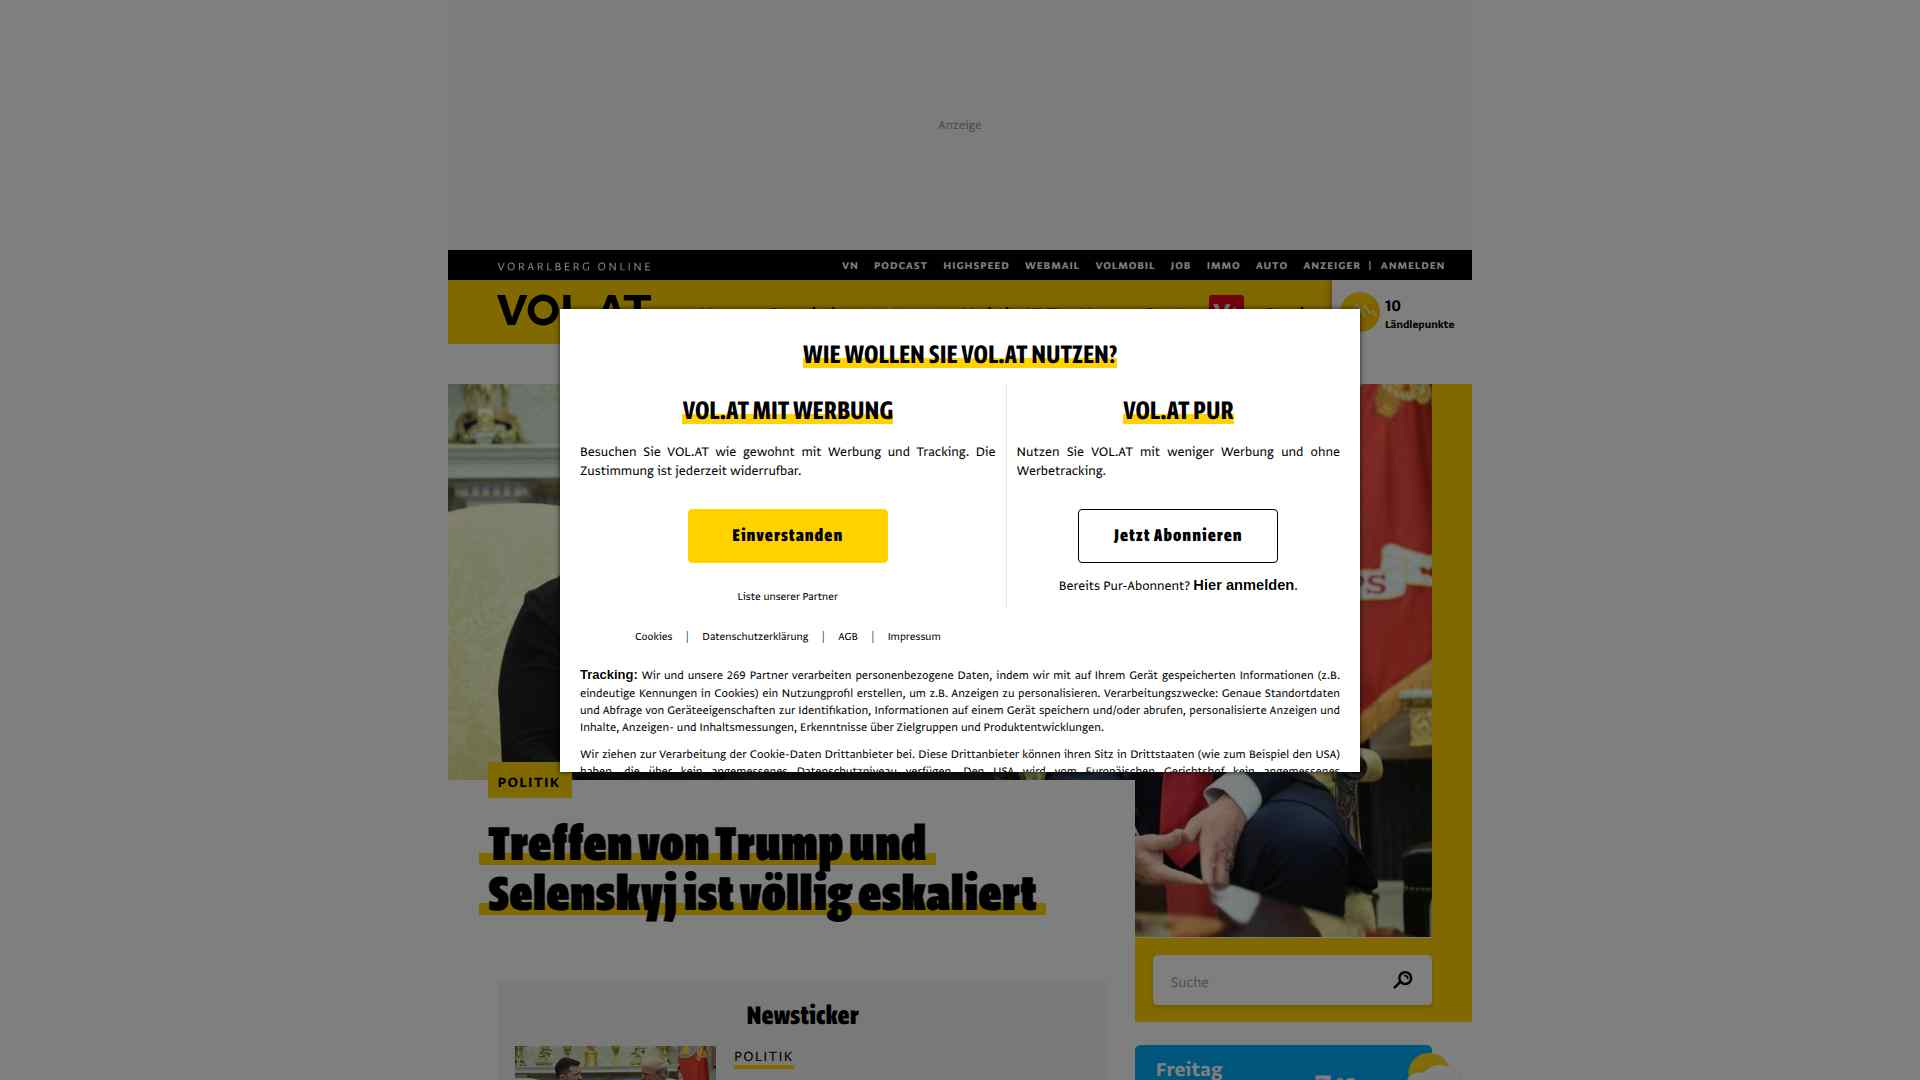 Anzeige
VORARLBERG ONLINE
VN PODCAST HIGHSPEED WEBMAIL VOLMOBIL JOB IMMO AUTO ANZEIGER | ANMELDEN
VOL.AT
10
Ländlepunkte
WIE WOLLEN SIE VOL.AT NUTZEN?
VOL.AT MIT WERBUNG
Besuchen Sie VOL.AT wie gewohnt mit Werbung und Tracking. Die
Zustimmung ist jederzeit widerrufbar.
Einverstanden
Liste unserer Partner
VOL.AT PUR
Nutzen Sie VOL.AT mit weniger Werbung und ohne
Werbetracking.
Jetzt Abonnieren
Bereits Pur-Abonnent? Hier anmelden.
Cookies | Datenschutzerklärung | AGB | Impressum
Tracking: Wir und unsere 269 Partner verarbeiten personenbezogene Daten, indem wir mit auf Ihrem Gerät gespeicherten Informationen (z.B.
eindeutige Kennungen in Cookies) ein Nutzungprofil erstellen, um z.B. Anzeigen zu personalisieren. Verarbeitungszwecke: Genaue Standortdaten
und Abfrage von Geräteeigenschaften zur Identifikation, Informationen auf einem Gerät speichern und/oder abrufen, personalisierte Anzeigen und
Inhalte, Anzeigen- und Inhaltsmessungen, Erkenntnisse über Zielgruppen und Produktentwicklungen.
Wir ziehen zur Verarbeitung der Cookie-Daten Drittanbieter bei. Diese Drittanbieter können ihren Sitz in Drittstaaten (wie zum Beispiel den USA)
haben, die über kein angemessenes Datenschutzniveau verfügen. Den USA wird vom Europäischen Gerichtshof kein angemessenes
POLITIK
Treffen von Trump und
Selenskyj ist völlig eskaliert
Suche
Newsticker
POLITIK
Freitag